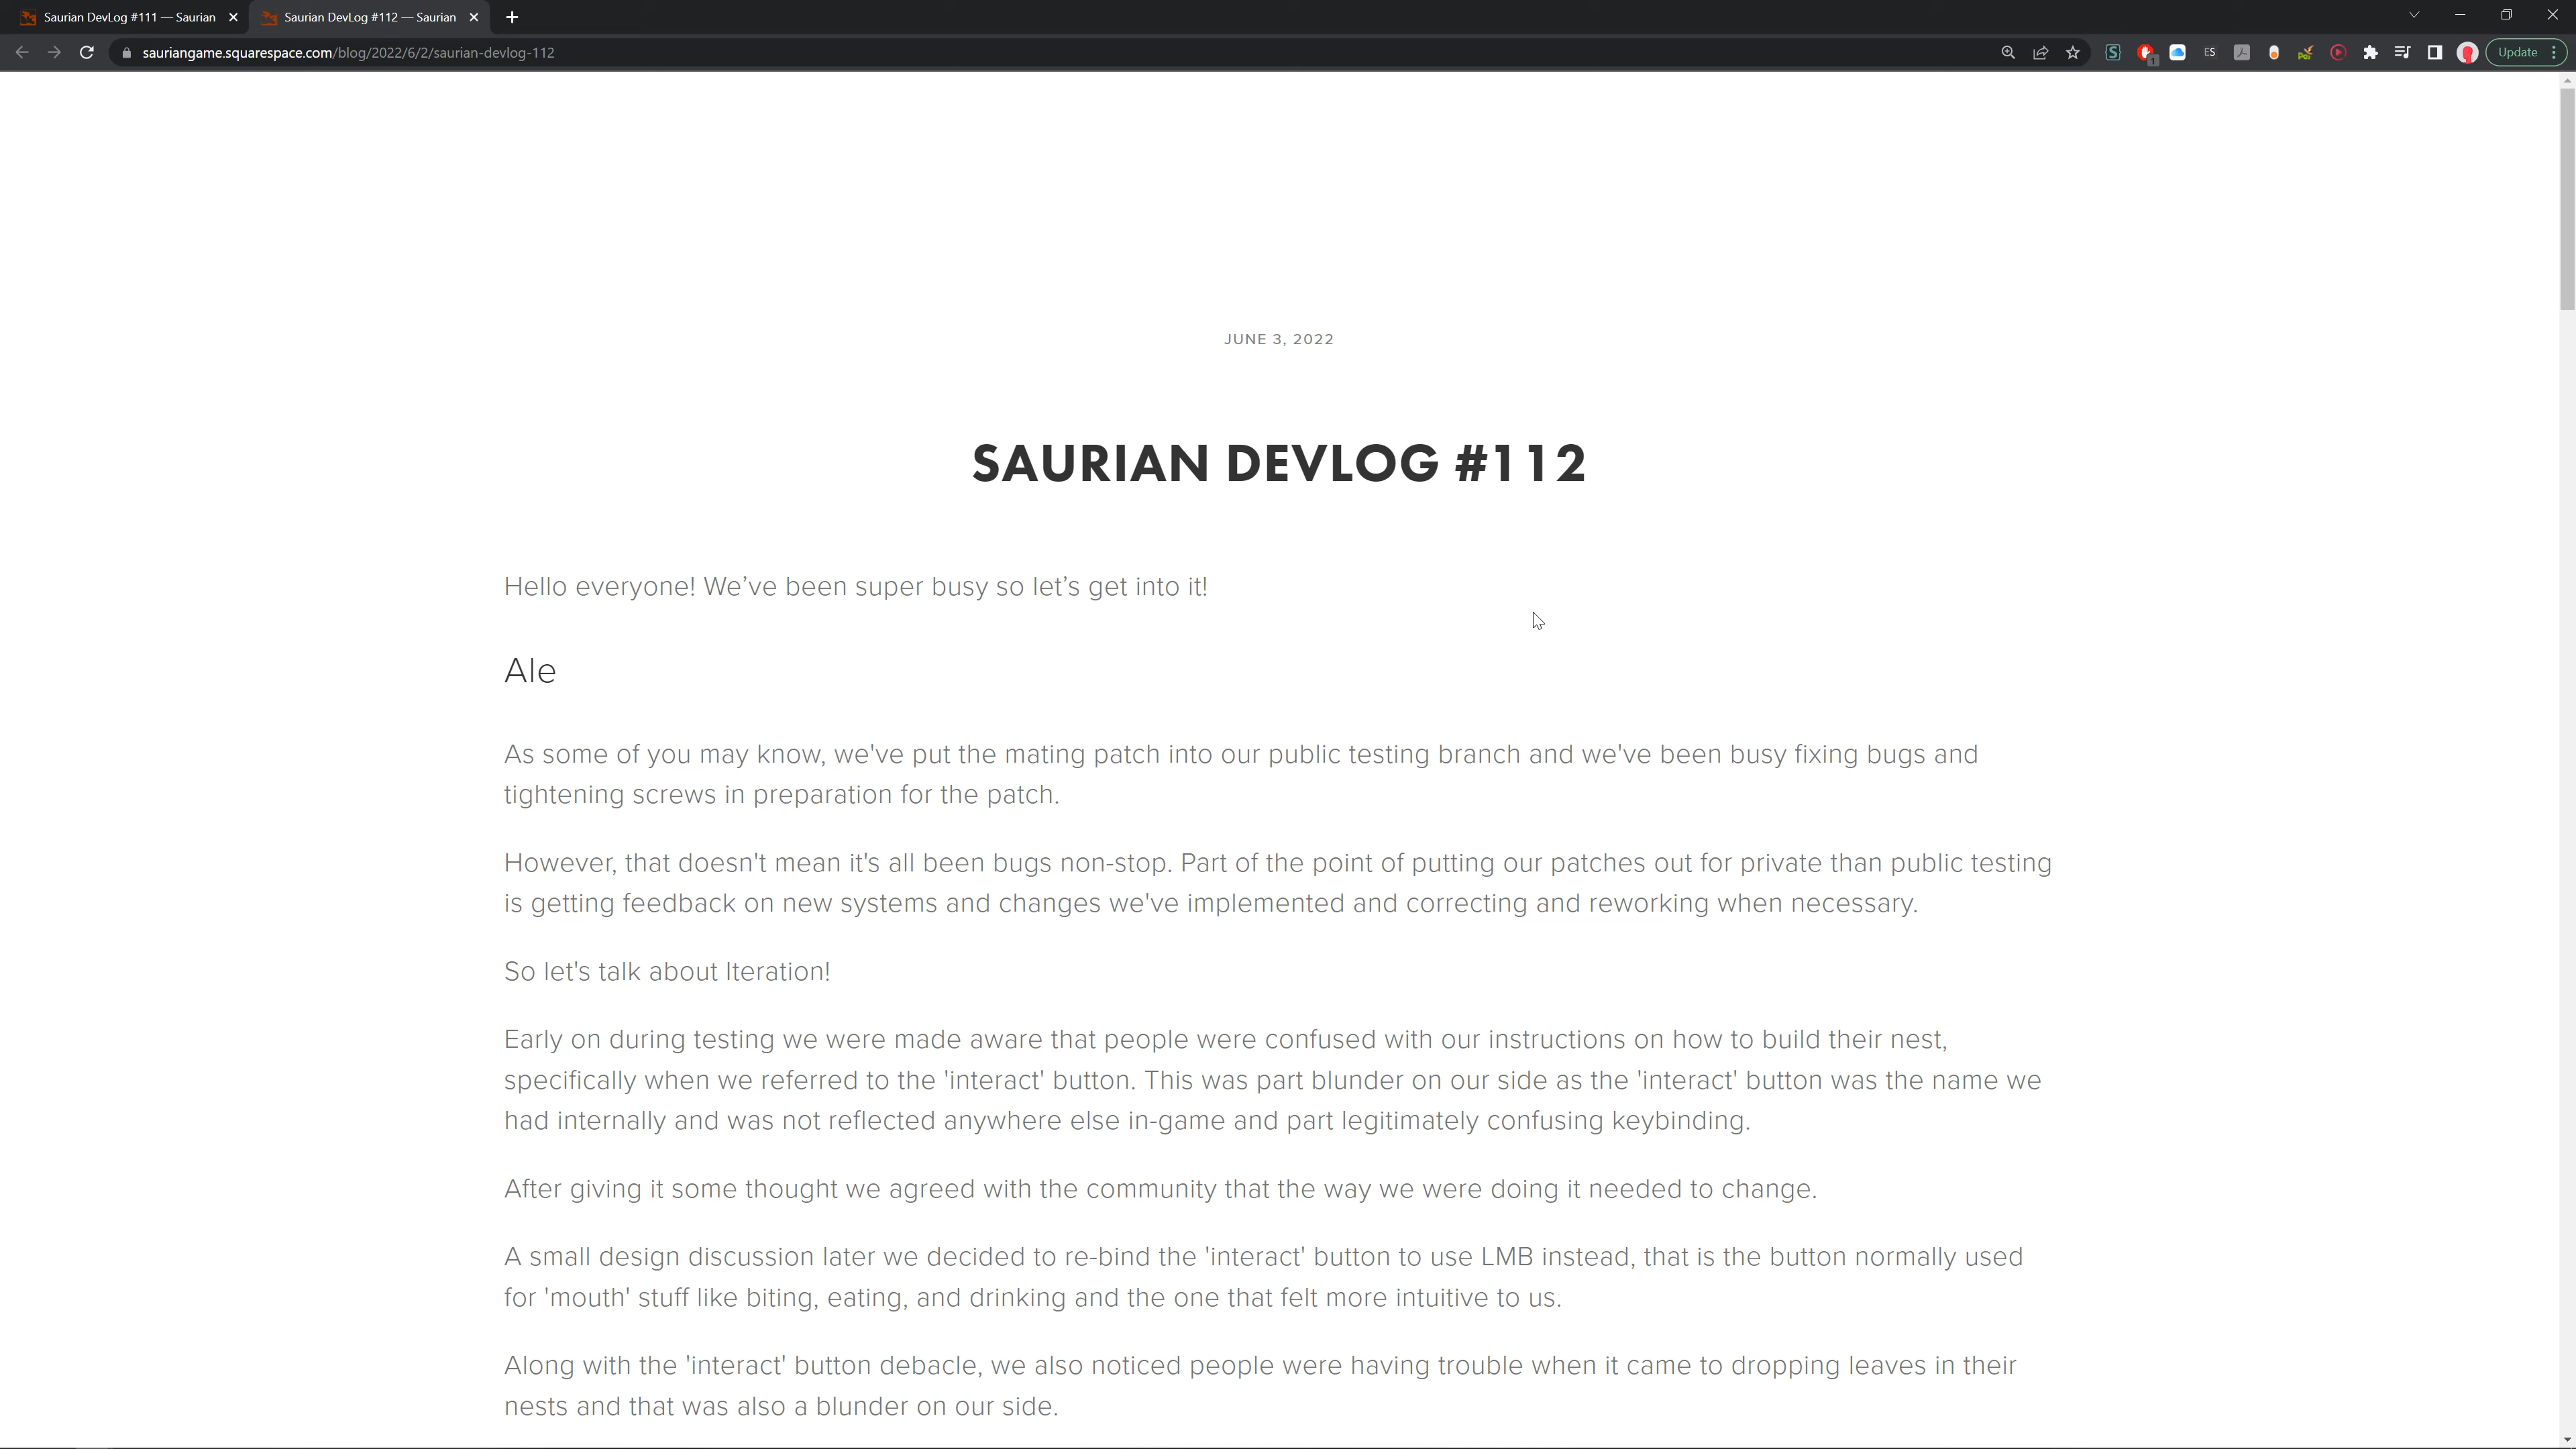 Saurian DevLog #111 — Saurian
Saurian DevLog #112 — Saurian
sauriangame.squarespace.com/blog/2022/6/2/saurian-devlog-112
1
ES
Update
JUNE 3, 2022
SAURIAN DEVLOG #112
Hello everyone! We’ve been super busy so let’s get into it!
Ale
As some of you may know, we've put the mating patch into our public testing branch and we've been busy fixing bugs and
tightening screws in preparation for the patch.
However, that doesn't mean it's all been bugs non-stop. Part of the point of putting our patches out for private than public testing
is getting feedback on new systems and changes we've implemented and correcting and reworking when necessary.
So let's talk about Iteration!
Early on during testing we were made aware that people were confused with our instructions on how to build their nest,
specifically when we referred to the 'interact' button. This was part blunder on our side as the 'interact' button was the name we
had internally and was not reflected anywhere else in-game and part legitimately confusing keybinding.
After giving it some thought we agreed with the community that the way we were doing it needed to change.
A small design discussion later we decided to re-bind the 'interact' button to use LMB instead, that is the button normally used
for 'mouth' stuff like biting, eating, and drinking and the one that felt more intuitive to us.
Along with the 'interact' button debacle, we also noticed people were having trouble when it came to dropping leaves in their
nests and that was also a blunder on our side.